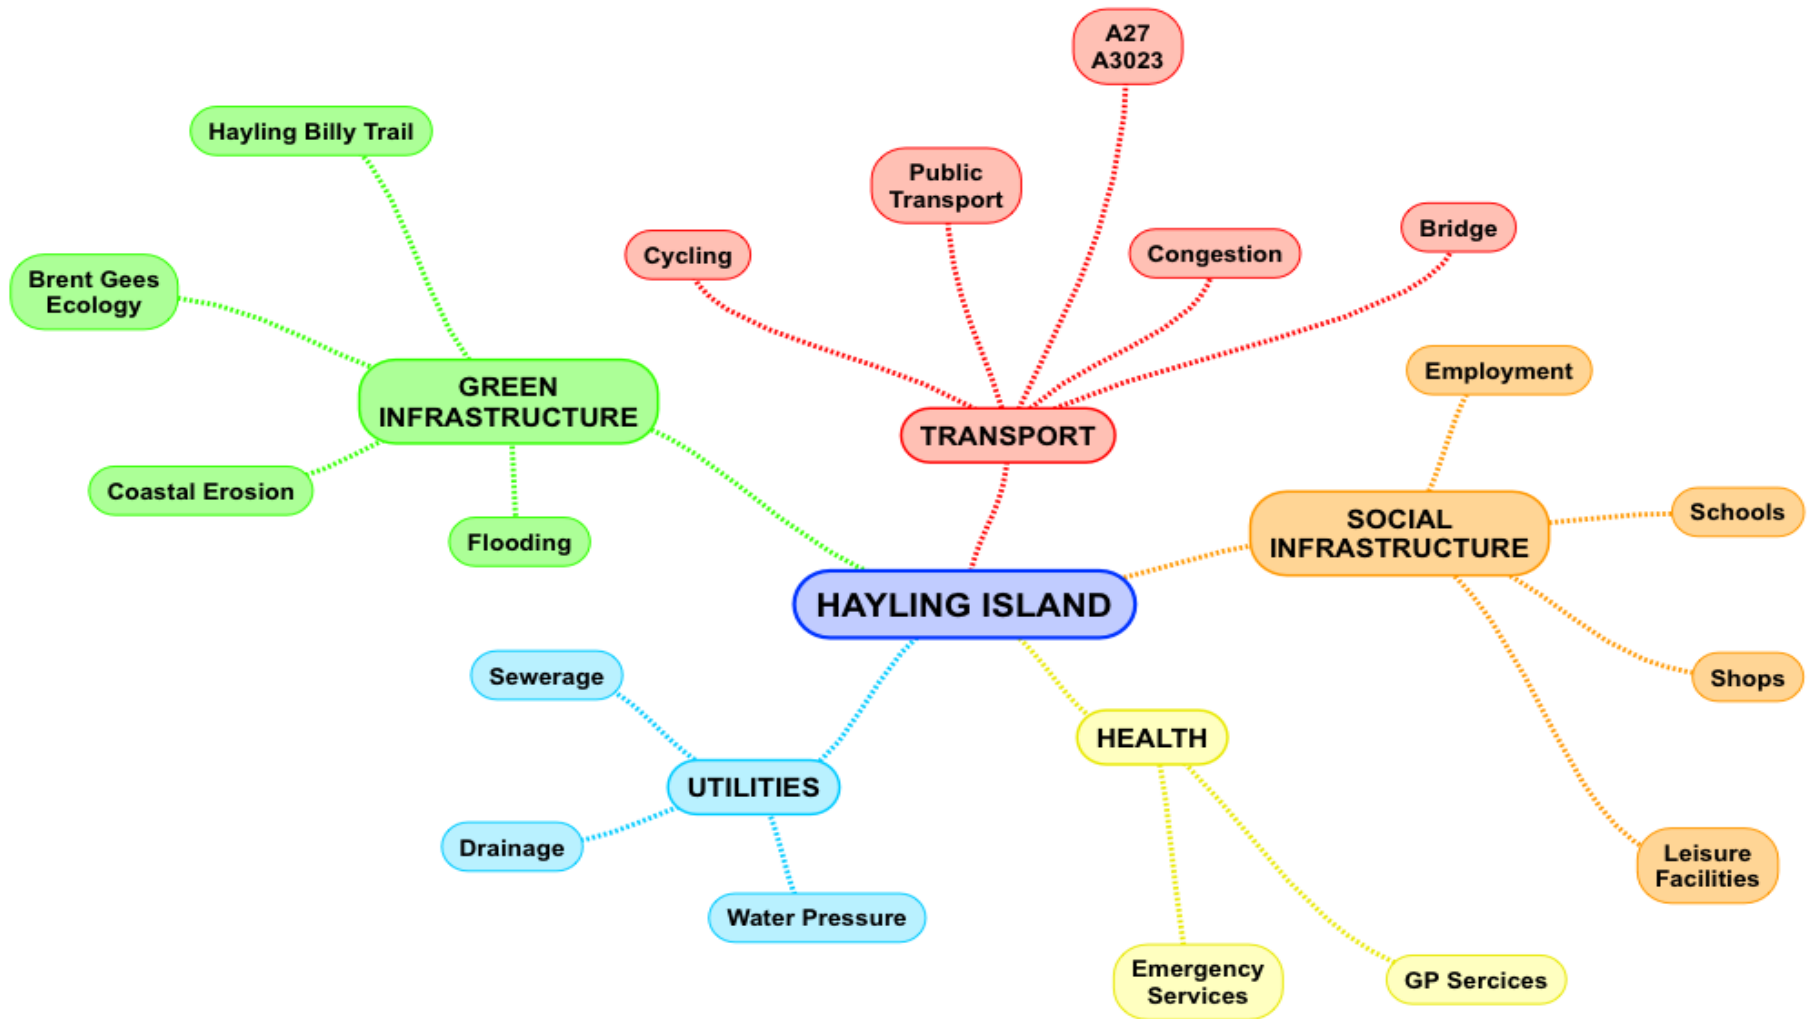 A27
A3023
Hayling Billy Trail
Public
Transport
Cycling
Congestion
Bridge
Brent Gees
Ecology
GREEN
INFRASTRUCTURE
TRANSPORT
Employment
Coastal Erosion
Flooding
SOCIAL
INFRASTRUCTURE
Schools
HAYLING ISLAND
Sewerage
Shops
HEALTH
UTILITIES
Drainage
Leisure
Facilities
Water Pressure
Emergency
Services
GP Sercices